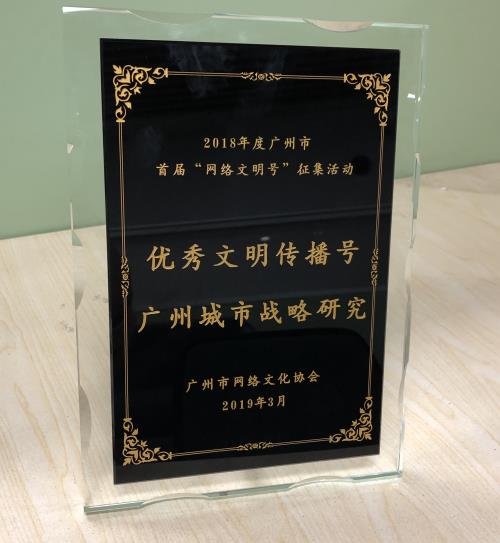 2018年度广州市
首届“网络文明号”征集活动
优秀文明传播号
广州城市战略研究
广州市网络文化协会
2019年3月